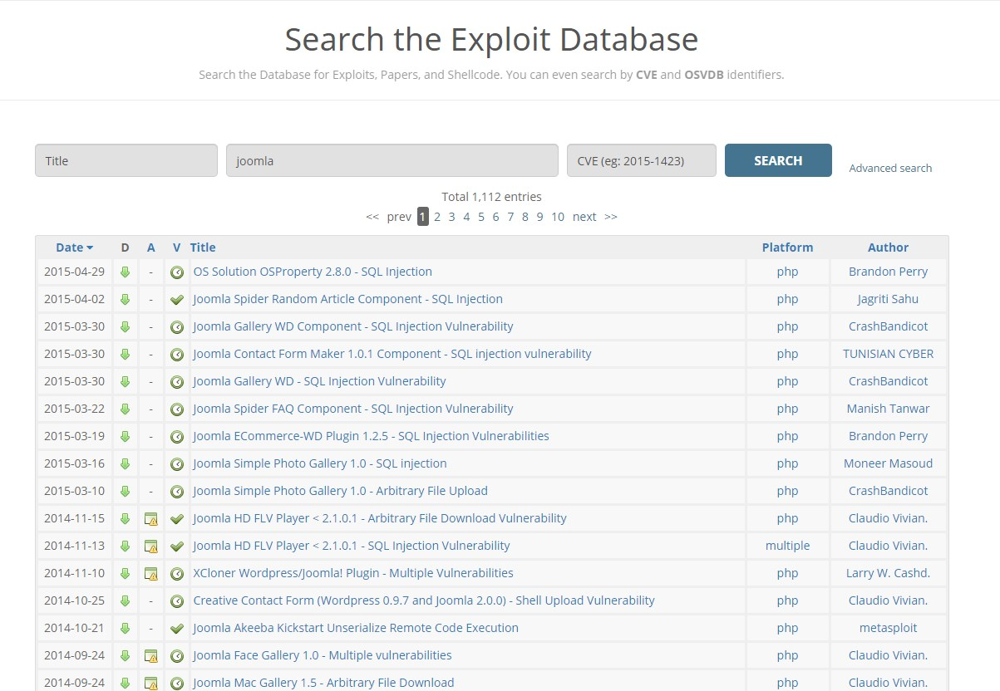 Search the Exploit Database
Search the Database for Exploits, Papers, and Shellcode. You can even search by CVE and OSVDB identifiers.
Title joomla CVE (eg: 2015-1423) SEARCH Advanced search
Total 1,112 entries
<< prev 1 2 3 4 5 6 7 8 9 10 next >>
Date D A V Title Platform Author
2015-04-29 - OS Solution OSProperty 2.8.0 - SQL Injection php Brandon Perry
2015-04-02 - Joomla Spider Random Article Component - SQL Injection php Jagriti Sahu
2015-03-30 - Joomla Gallery WD Component - SQL Injection Vulnerability php CrashBandicot
2015-03-30 - Joomla Contact Form Maker 1.0.1 Component - SQL injection vulnerability php TUNISIAN CYBER
2015-03-30 - Joomla Gallery WD - SQL Injection Vulnerability php CrashBandicot
2015-03-22 - Joomla Spider FAQ Component - SQL Injection Vulnerability php Manish Tanwar
2015-03-19 - Joomla ECommerce-WD Plugin 1.2.5 - SQL Injection Vulnerabilities php Brandon Perry
2015-03-16 - Joomla Simple Photo Gallery 1.0 - SQL injection php Moneer Masoud
2015-03-10 - Joomla Simple Photo Gallery 1.0 - Arbitrary File Upload php CrashBandicot
2014-11-15 Joomla HD FLV Player < 2.1.0.1 - Arbitrary File Download Vulnerability php Claudio Vivian.
2014-11-13 Joomla HD FLV Player < 2.1.0.1 - SQL Injection Vulnerability multiple Claudio Vivian.
2014-11-10 XCloner Wordpress/Joomla! Plugin - Multiple Vulnerabilities php Larry W. Cashd.
2014-10-25 - Creative Contact Form (Wordpress 0.9.7 and Joomla 2.0.0) - Shell Upload Vulnerability php Claudio Vivian.
2014-10-21 - Joomla Akeeba Kickstart Unserialize Remote Code Execution php metasploit
2014-09-24 Joomla Face Gallery 1.0 - Multiple vulnerabilities php Claudio Vivian.
2014-09-24 Joomla Mac Gallery 1.5 - Arbitrary File Download php Claudio Vivian.